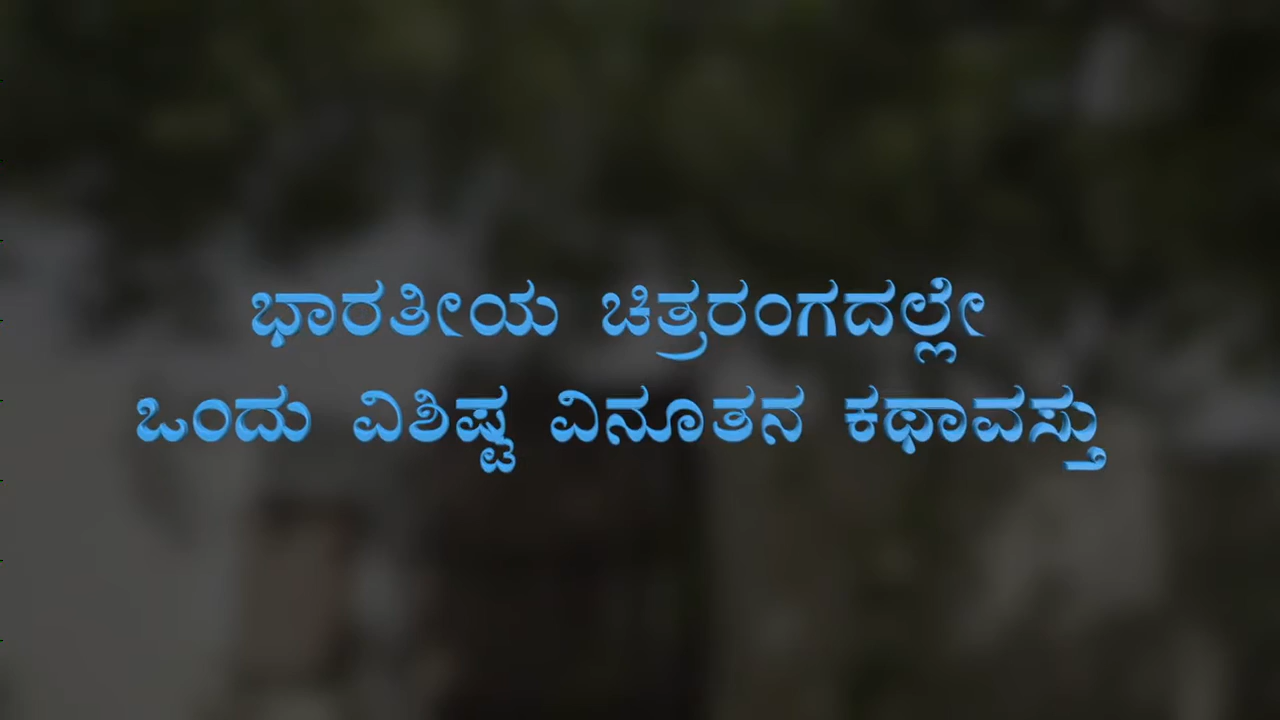 ಭಾರತೀಯ ಚಿತ್ರರಂಗದಲ್ಲೇ
ಒಂದು ವಿಶಿಷ್ಟ ವಿನೂತನ ಕಥಾವಸ್ತು